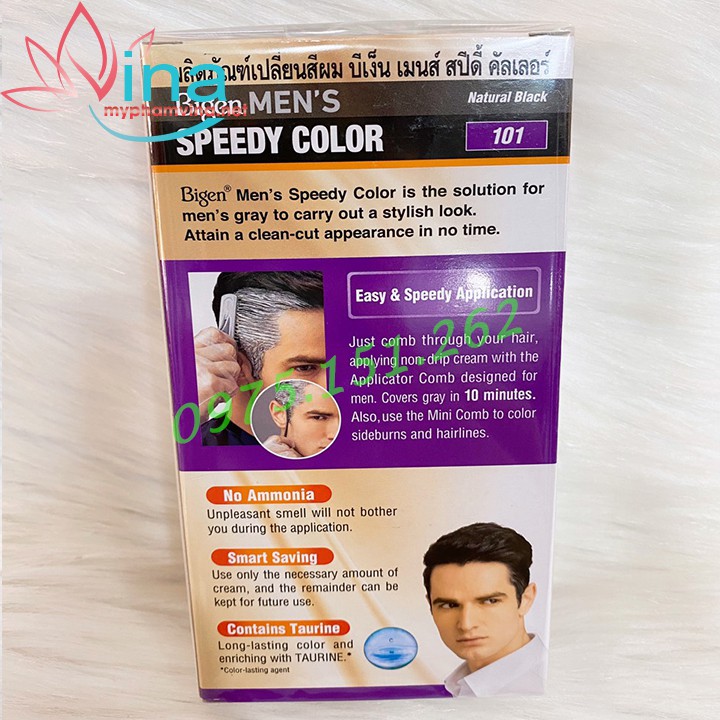 Vina
myphamvina.net
ผลิตภัณฑ์เปลี่ยนสีผม บีเง็น เมนส์ สปีดี้ คัลเลอร์
Bigen MEN'S
Natural Black
SPEEDY COLOR
101
Bigen® Men's Speedy Color is the solution for
men's gray to carry out a stylish look.
Attain a clean-cut appearance in no time.
Easy & Speedy Application
Just comb through your hair,
applying non-drip cream with the
Applicator Comb designed for
men. Covers gray in 10 minutes.
Also, use the Mini Comb to color
sideburns and hairlines.
0975.151.262
No Ammonia
Unpleasant smell will not bother
you during the application.
Smart Saving
Use only the necessary amount of
cream, and the remainder can be
kept for future use.
Contains Taurine
Long-lasting color and
enriching with TAURINE.*
*Color-lasting agent